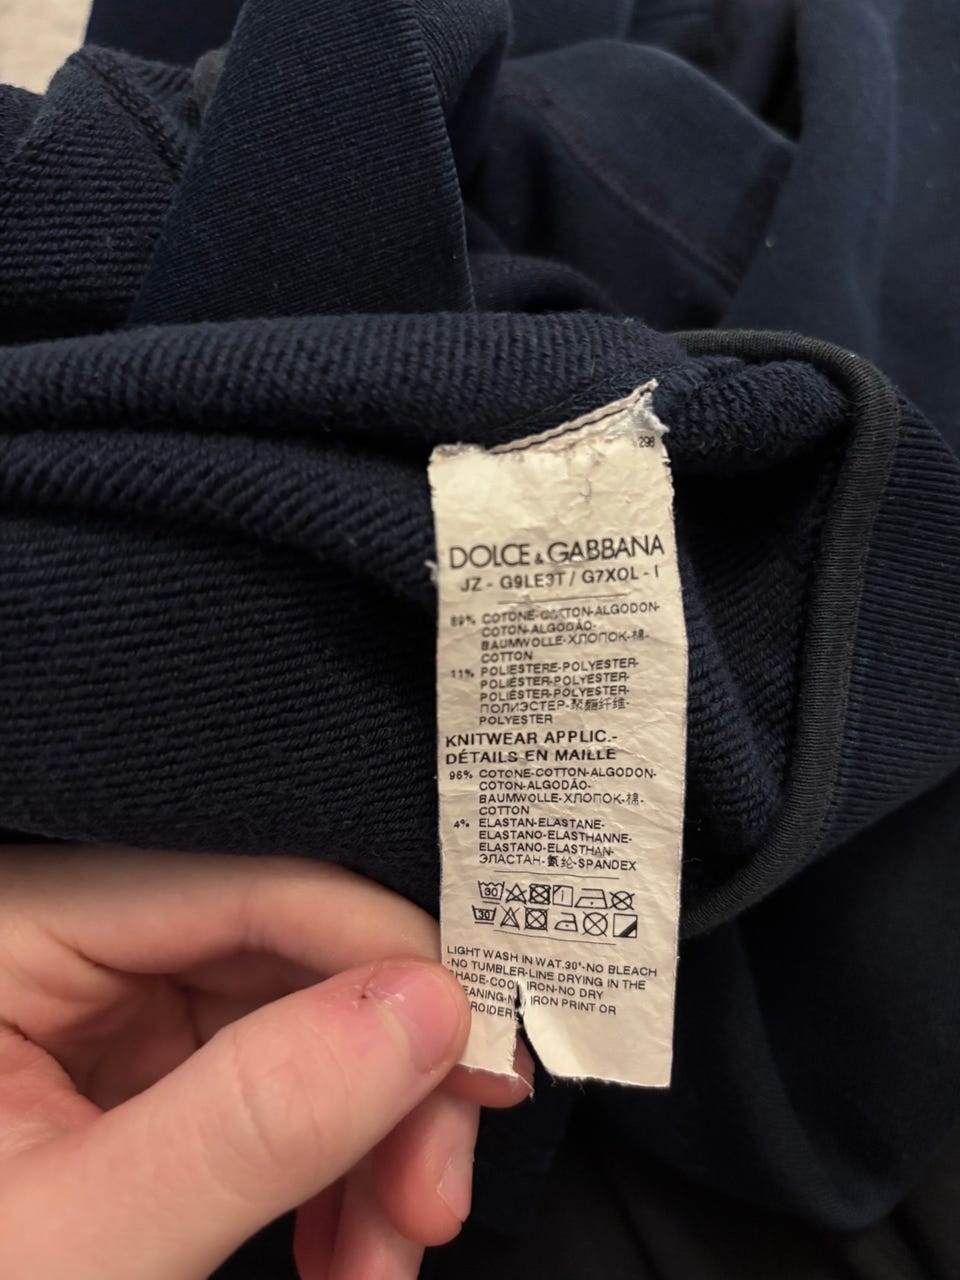 298
DOLCE & GABBANA
JZ - G9LE3T / G7XOL - I
89% COTONE-COTTON-ALGODON-
COTON-ALGODÃO-
BAUMWOLLE-ХЛОПОК-棉-
COTTON
11% POLIESTERE-POLYESTER-
POLIÉSTER-POLYESTER-
POLIÉSTER-POLYESTER-
ПОЛИЭСТЕР-聚酯纤维-
POLYESTER
KNITWEAR APPLIC.-
DÉTAILS EN MAILLE
96% COTONE-COTTON-ALGODON-
COTON-ALGODÃO-
BAUMWOLLE-ХЛОПОК-棉-
COTTON
4% ELASTAN-ELASTANE-
ELASTANO-ELASTHANNE-
ELASTANO-ELASTHAN-
ЭЛАСТАН-氨纶-SPANDEX
30
30
LIGHT WASH IN WAT.30°-NO BLEACH
-NO TUMBLER-LINE DRYING IN THE
SHADE-COOL IRON-NO DRY
EANING-N IRON PRINT OR
ROIDER